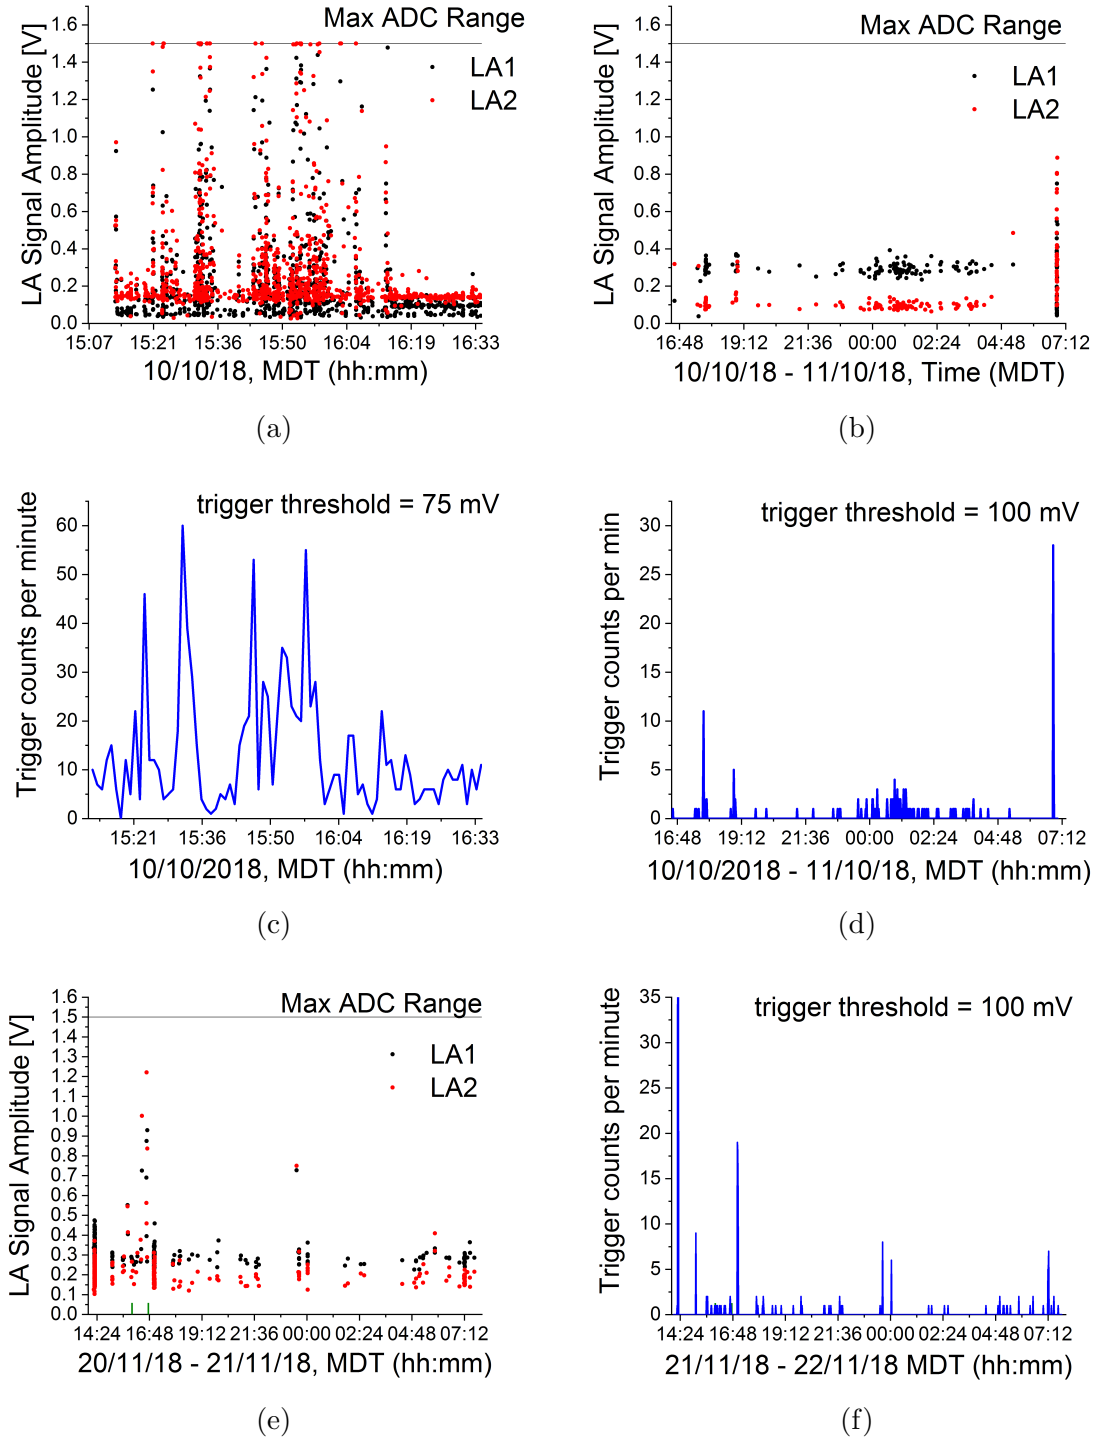 Max ADC Range
LA1
LA2
LA Signal Amplitude [V]
1.6
1.4
1.2
1.0
0.8
0.6
0.4
0.2
0.0
15:07 15:21 15:36 15:50 16:04 16:19 16:33
10/10/18, MDT (hh:mm)
(a)
Max ADC Range
LA1
LA2
LA Signal Amplitude [V]
1.6
1.4
1.2
1.0
0.8
0.6
0.4
0.2
0.0
16:48 19:12 21:36 00:00 02:24 04:48 07:12
10/10/18 - 11/10/18, Time (MDT)
(b)
trigger threshold = 75 mV
Trigger counts per minute
60
50
40
30
20
10
0
15:21 15:36 15:50 16:04 16:19 16:33
10/10/2018, MDT (hh:mm)
(c)
trigger threshold = 100 mV
Trigger counts per min
30
25
20
15
10
5
0
16:48 19:12 21:36 00:00 02:24 04:48 07:12
10/10/2018 - 11/10/18, MDT (hh:mm)
(d)
Max ADC Range
LA1
LA2
LA Signal Amplitude [V]
1.6
1.5
1.4
1.3
1.2
1.1
1.0
0.9
0.8
0.7
0.6
0.5
0.4
0.3
0.2
0.1
0.0
14:24 16:48 19:12 21:36 00:00 02:24 04:48 07:12
20/11/18 - 21/11/18, MDT (hh:mm)
(e)
trigger threshold = 100 mV
Trigger counts per minute
35
30
25
20
15
10
5
0
14:24 16:48 19:12 21:36 00:00 02:24 04:48 07:12
21/11/18 - 22/11/18 MDT (hh:mm)
(f)